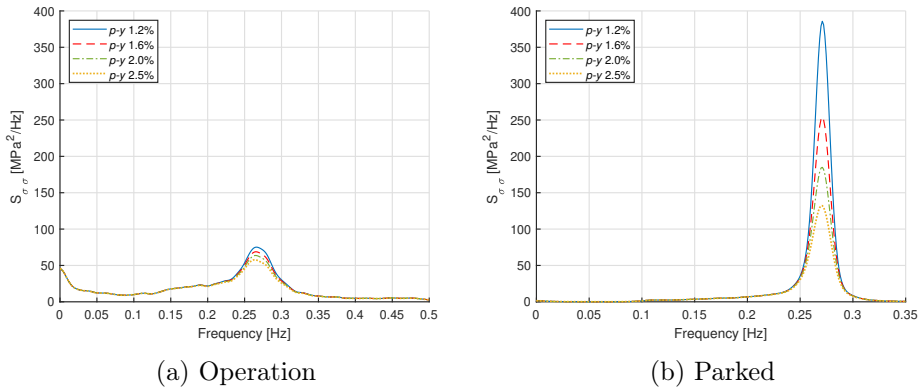 400
350
300
250
200
150
100
50
0
S σ σ [MPa²/Hz]
p-y 1.2%
p-y 1.6%
p-y 2.0%
p-y 2.5%
0 0.05 0.1 0.15 0.2 0.25 0.3 0.35 0.4 0.45 0.5
Frequency [Hz]
(a) Operation
400
350
300
250
200
150
100
50
0
S σ σ [MPa²/Hz]
p-y 1.2%
p-y 1.6%
p-y 2.0%
p-y 2.5%
0 0.05 0.1 0.15 0.2 0.25 0.3 0.35
Frequency [Hz]
(b) Parked